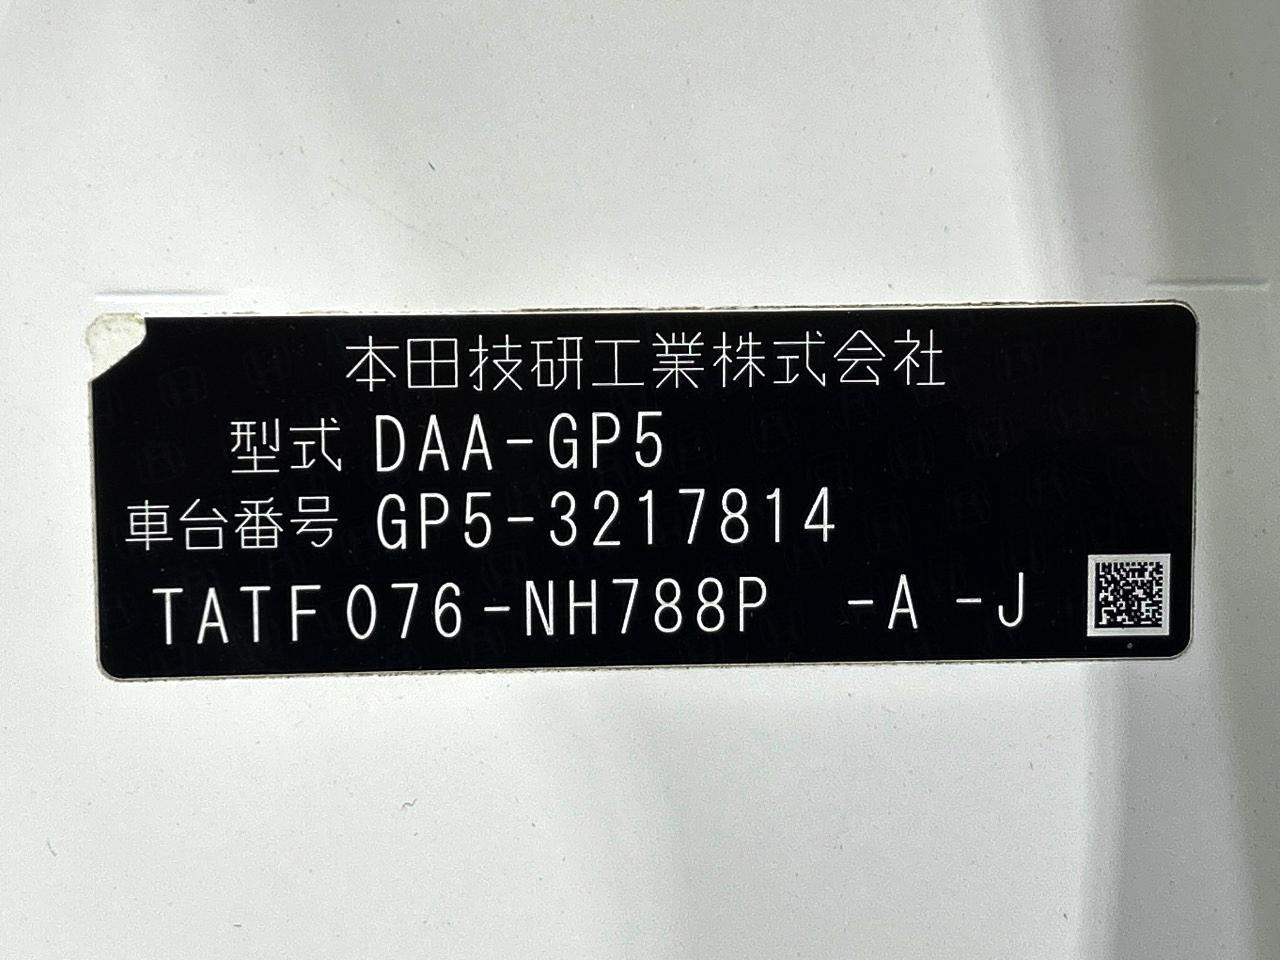 本田技研工業株式会社
型式 DAA-GP5
車台番号 GP5-3217814
TATF076-NH788P -A -J